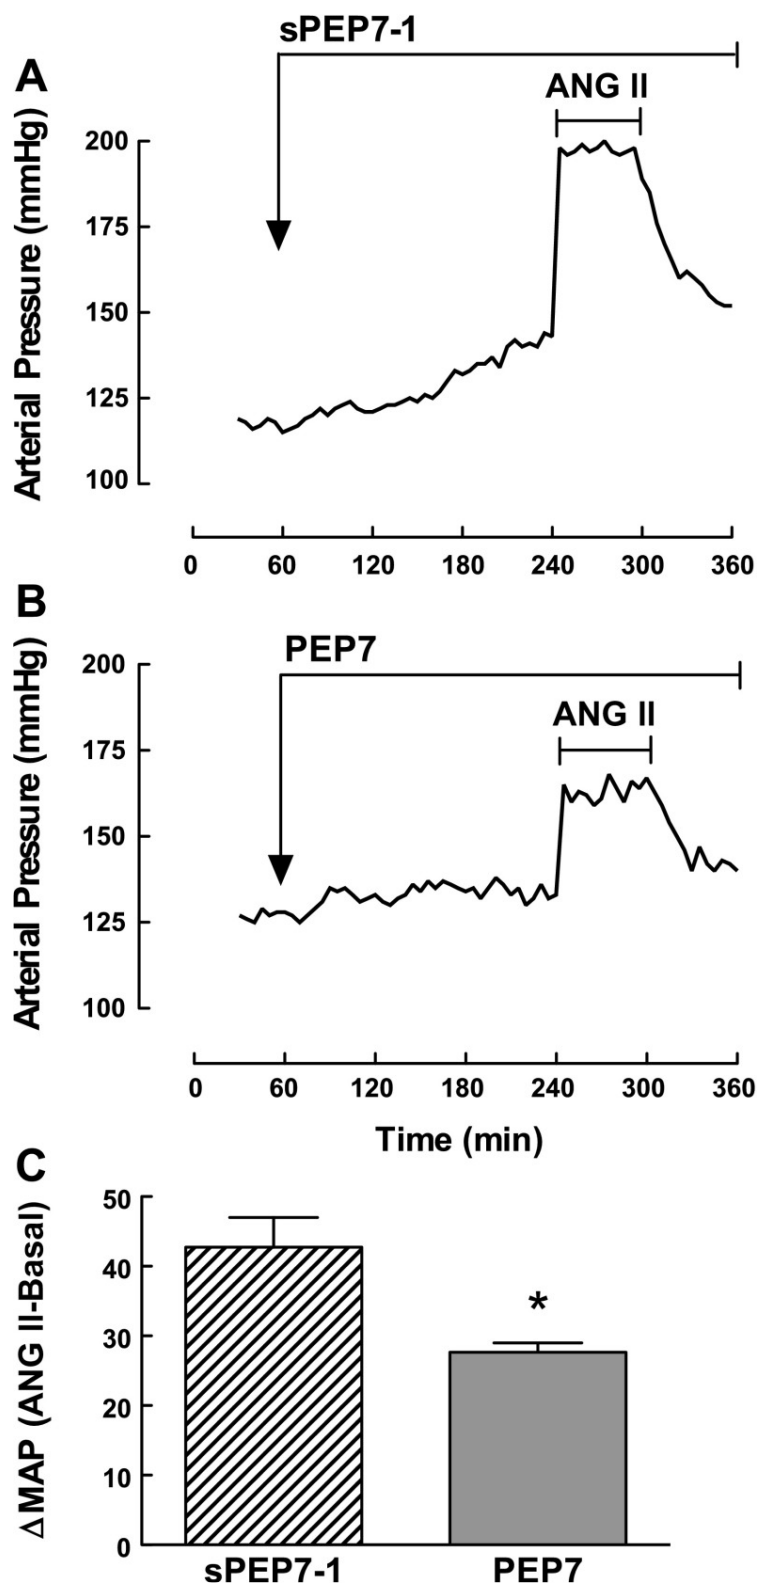 A
sPEP7-1
ANG II
Arterial Pressure (mmHg)
200
175
150
125
100
0 60 120 180 240 300 360
B
PEP7
ANG II
Arterial Pressure (mmHg)
200
175
150
125
100
0 60 120 180 240 300 360
Time (min)
C
ΔMAP (ANG II-Basal)
50
40
30
20
10
0
*
sPEP7-1 PEP7